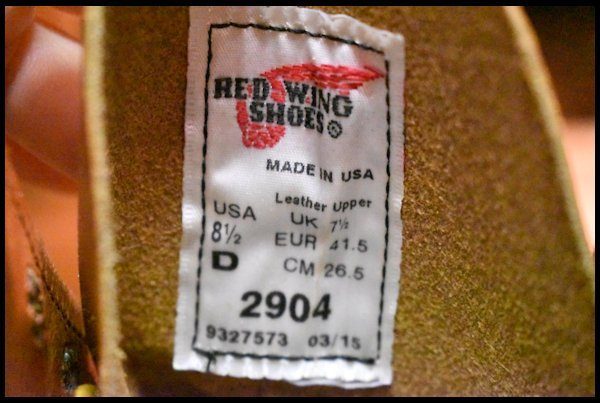 RED WING
SHOES®
MADE IN USA
Leather Upper
USA UK 7½
8½ EUR 41.5
D CM 26.5
2904
9327573 03/15